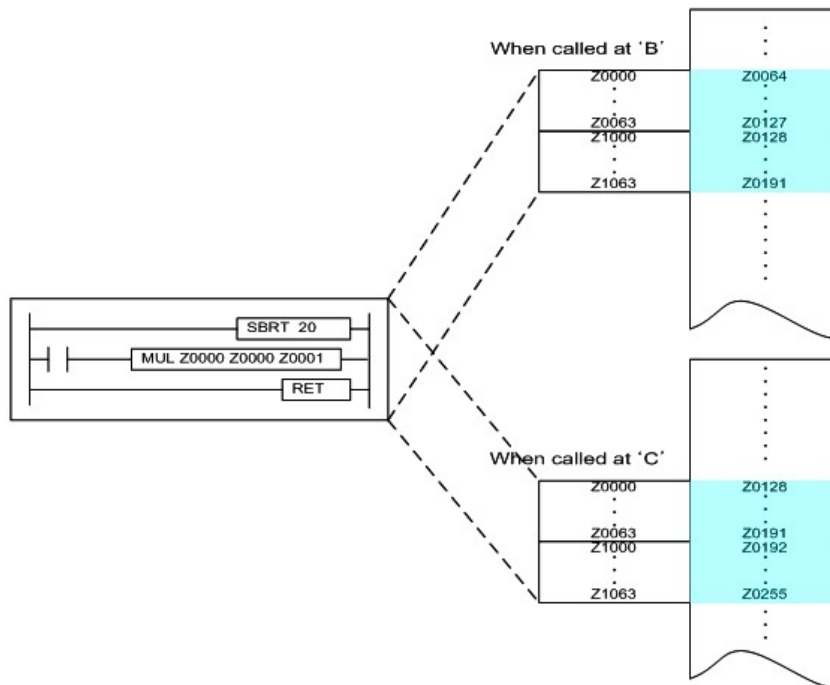 When called at ‘B’
Z0000
Z0063
Z1000
Z1063
Z0064
Z0127
Z0128
Z0191
SBRT 20
MUL Z0000 Z0000 Z0001
RET
When called at ‘C’
Z0000
Z0063
Z1000
Z1063
Z0128
Z0191
Z0192
Z0255